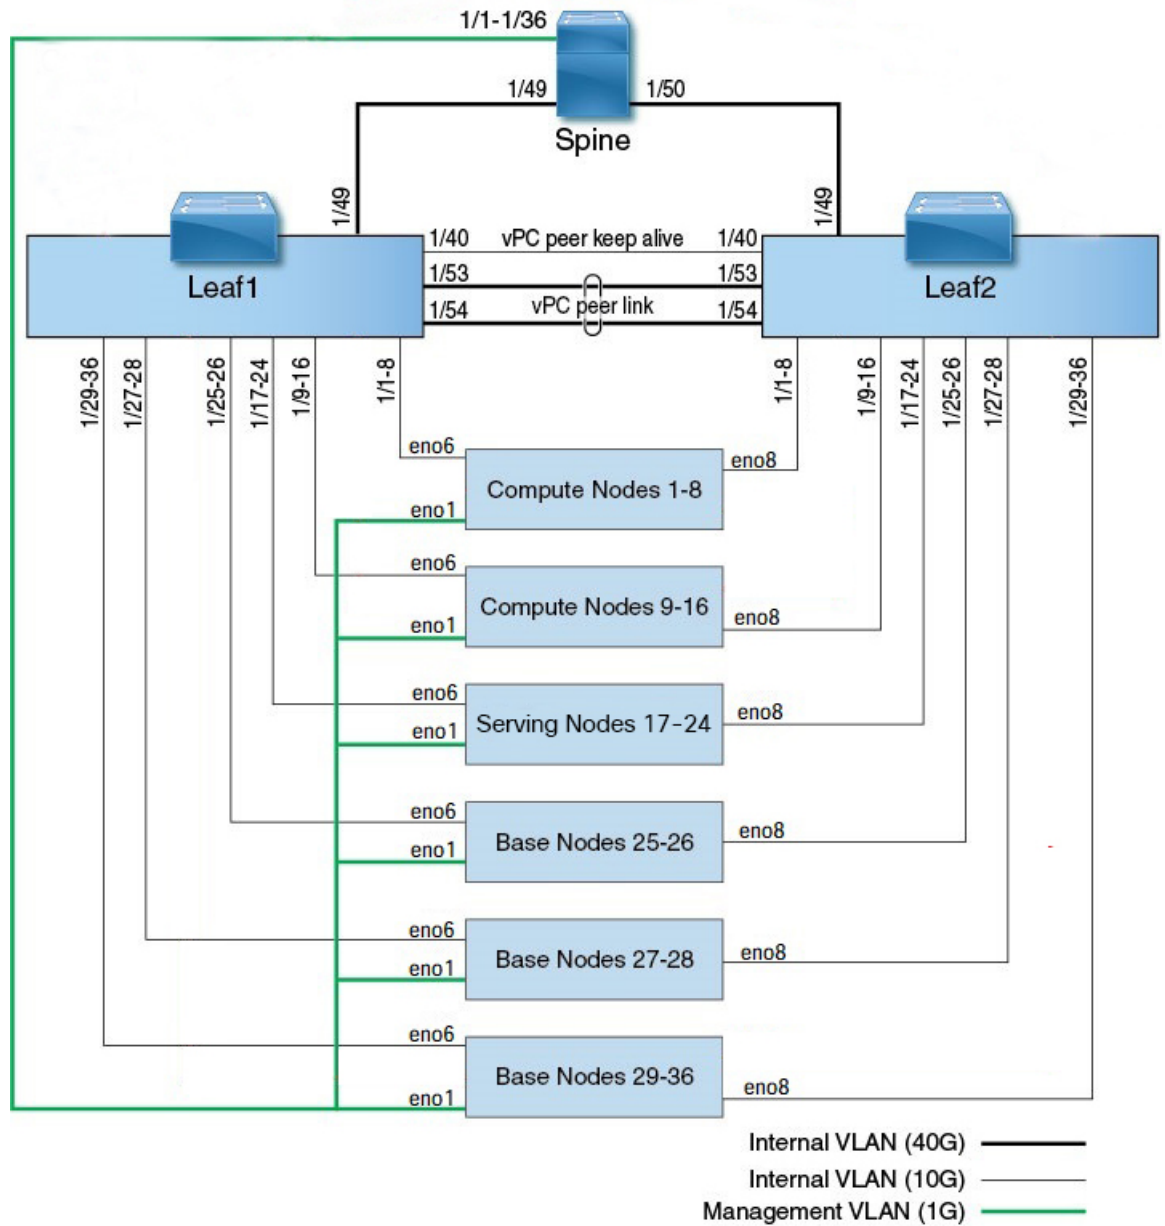 1/1-1/36
1/49
1/50
Spine
1/49
1/49
1/40
vPC peer keep alive
1/40
Leaf1
1/53
1/53
Leaf2
1/54
vPC peer link
1/54
1/29-36
1/27-28
1/25-26
1/17-24
1/9-16
1/1-8
1/1-8
1/9-16
1/17-24
1/25-26
1/27-28
1/29-36
eno6
eno8
Compute Nodes 1-8
eno1
eno6
Compute Nodes 9-16
eno1
eno8
eno6
Serving Nodes 17-24
eno8
eno1
eno6
Base Nodes 25-26
eno8
eno1
eno6
Base Nodes 27-28
eno8
eno1
eno6
Base Nodes 29-36
eno8
eno1
Internal VLAN (40G)
Internal VLAN (10G)
Management VLAN (1G)